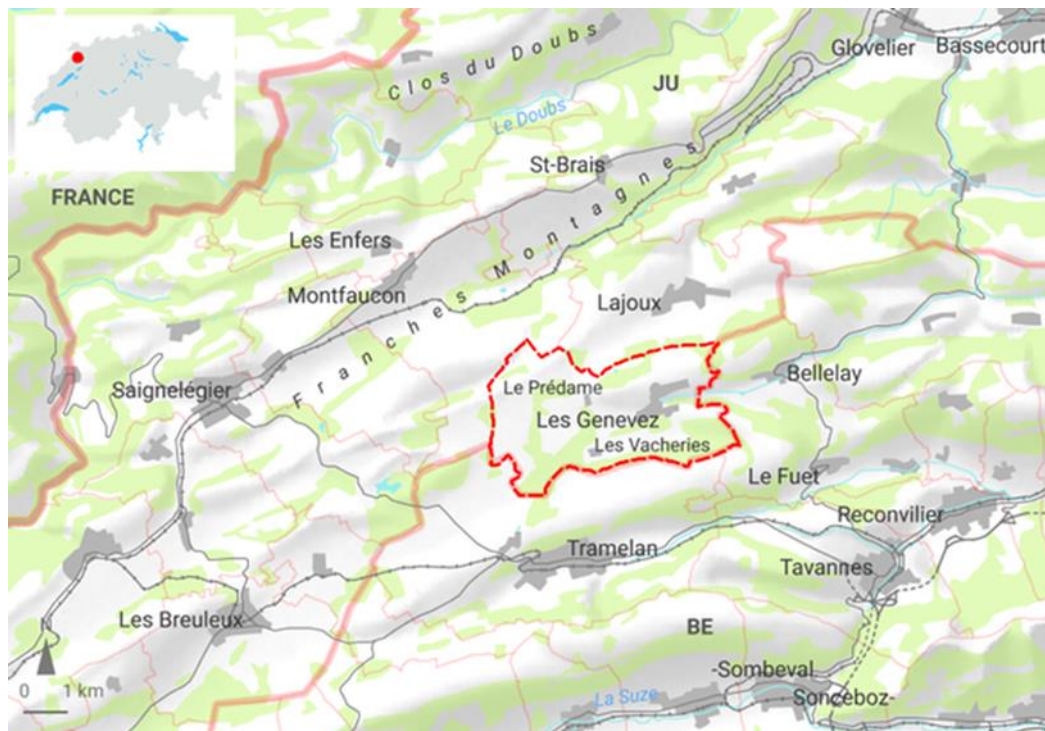 Glovelier
Bassecourt
Clos du Doubs
JU
Le Doubs
St-Brais
FRANCE
Les Enfers
Franches Montagnes
Montfaucon
Lajoux
Saignelégier
Le Prédame
Bellelay
Les Genevez
Les Vacheries
Le Fuet
Reconvilier
Tramelan
Tavannes
Les Breuleux
BE
-Sombeval
0 1 km
La Suze
Sonceboz-